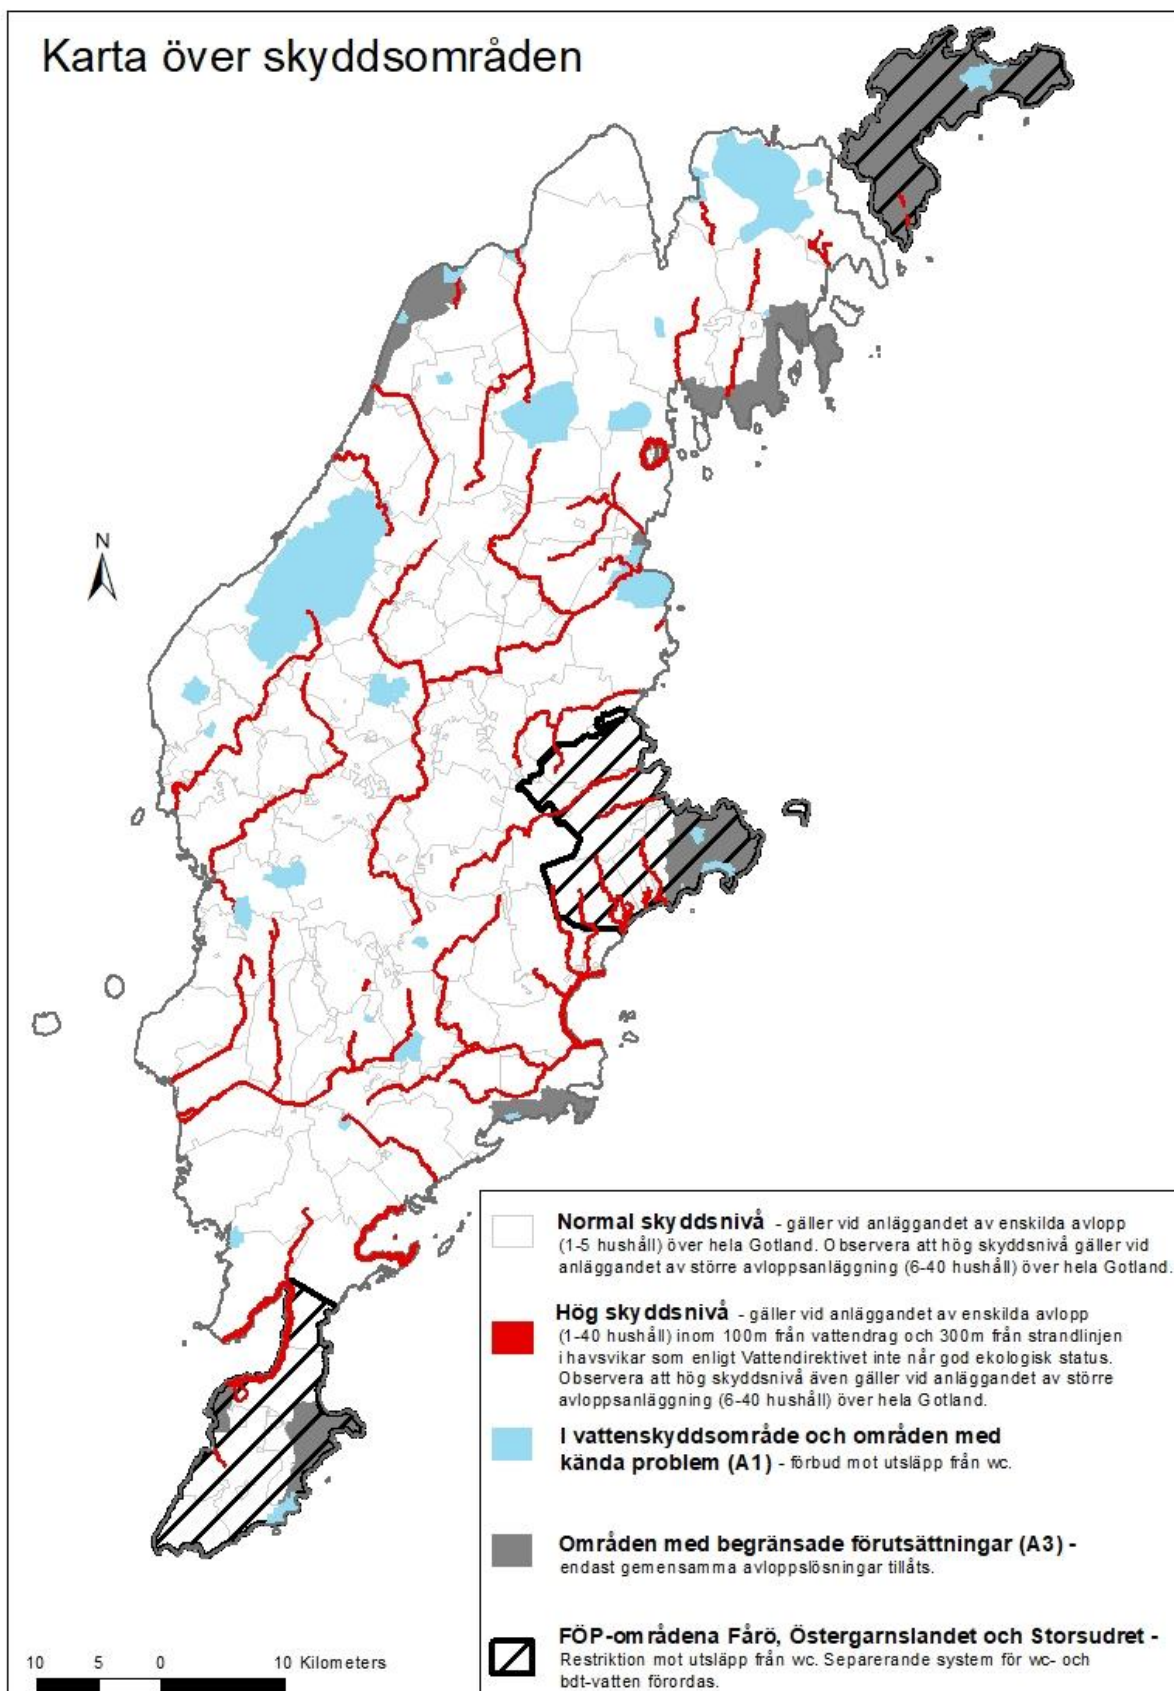 Karta över skyddsområden
N
Normal skyddsnivå - gäller vid anläggandet av enskilda avlopp
(1-5 hushåll) över hela Gotland. Observera att hög skyddsnivå gäller vid
anläggandet av större avloppsanläggning (6-40 hushåll) över hela Gotland.
Hög skyddsnivå - gäller vid anläggandet av enskilda avlopp
(1-40 hushåll) inom 100m från vattendrag och 300m från strandlinjen
i havsvikar som enligt Vattendirektivet inte når god ekologisk status.
Observera att hög skyddsnivå även gäller vid anläggandet av större
avloppsanläggning (6-40 hushåll) över hela Gotland.
I vattenskyddsområde och områden med
kända problem (A1) - förbud mot utsläpp från wc.
Områden med begränsade förutsättningar (A3) -
endast gemensamma avloppslösningar tillåts.
FÖP-områdena Fårö, Östergarnslandet och Storsudret -
Restriktion mot utsläpp från wc. Separerande system för wc- och
bdt-vatten förordas.
10 5 0 10 Kilometers